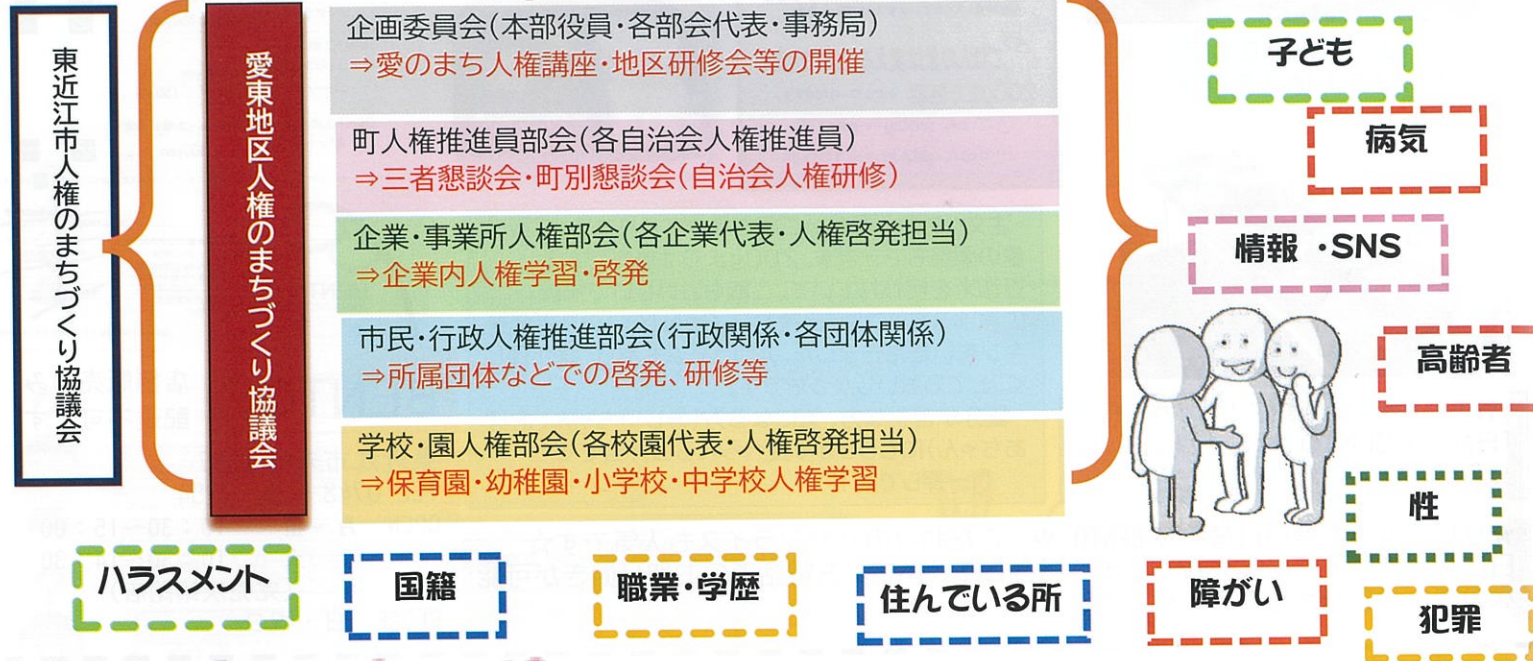 東近江市人権のまちづくり協議会
愛東地区人権のまちづくり協議会
企画委員会(本部役員・各部会代表・事務局)
⇒愛のまち人権講座・地区研修会等の開催
町人権推進員部会(各自治会人権推進員)
⇒三者懇談会・町別懇談会(自治会人権研修)
企業・事業所人権部会(各企業代表・人権啓発担当)
⇒企業内人権学習・啓発
市民・行政人権推進部会(行政関係・各団体関係)
⇒所属団体などでの啓発、研修等
学校・園人権部会(各校園代表・人権啓発担当)
⇒保育園・幼稚園・小学校・中学校人権学習
子ども
病気
情報 ・SNS
高齢者
性
ハラスメント
国籍
職業・学歴
住んでいる所
障がい
犯罪